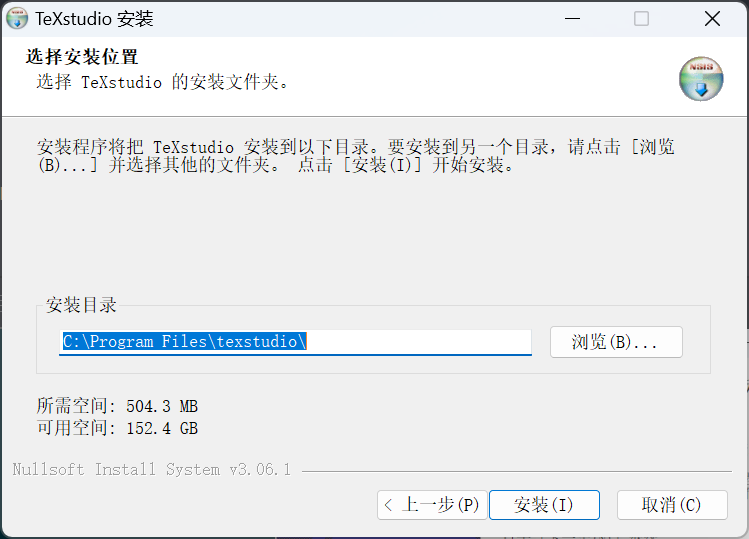 TeXstudio 安装
选择安装位置
选择 TeXstudio 的安装文件夹。
NSIS
安装程序将把 TeXstudio 安装到以下目录。要安装到另一个目录，请点击 [浏览
(B)...] 并选择其他的文件夹。 点击 [安装(I)] 开始安装。
安装目录
C:\Program Files\texstudio\
浏览(B)...
所需空间: 504.3 MB
可用空间: 152.4 GB
Nullsoft Install System v3.06.1
< 上一步(P)
安装(I)
取消(C)